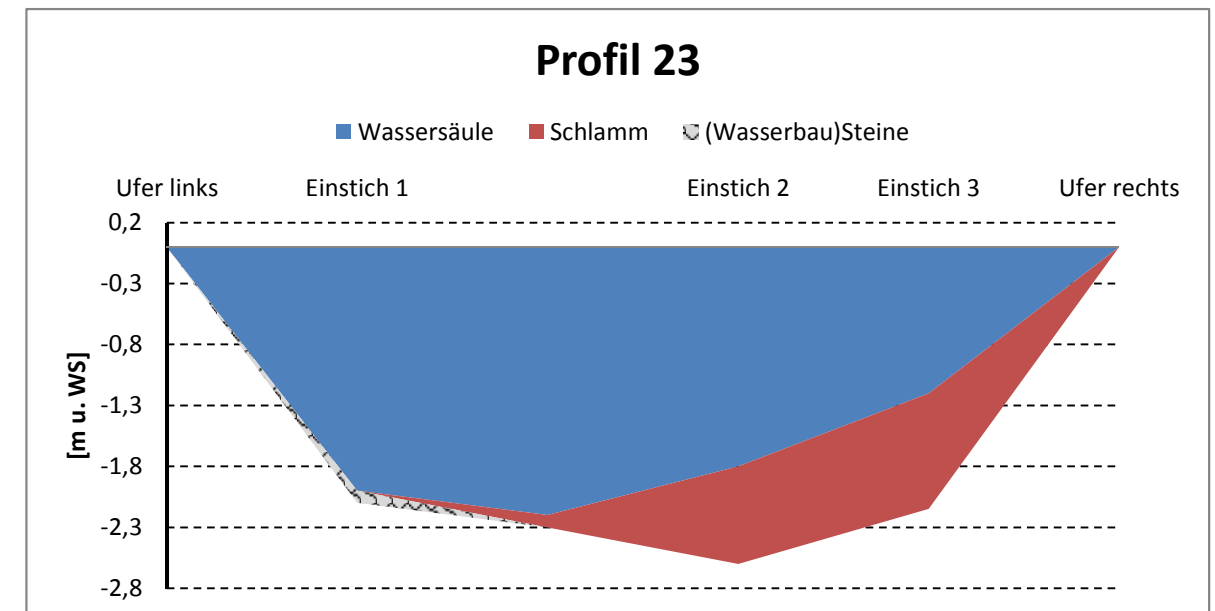 Profil 23
Wassersäule Schlamm (Wasserbau)Steine
Ufer links Einstich 1 Einstich 2 Einstich 3 Ufer rechts
0,2
-0,3
-0,8
-1,3
-1,8
-2,3
-2,8
[m u. WS]